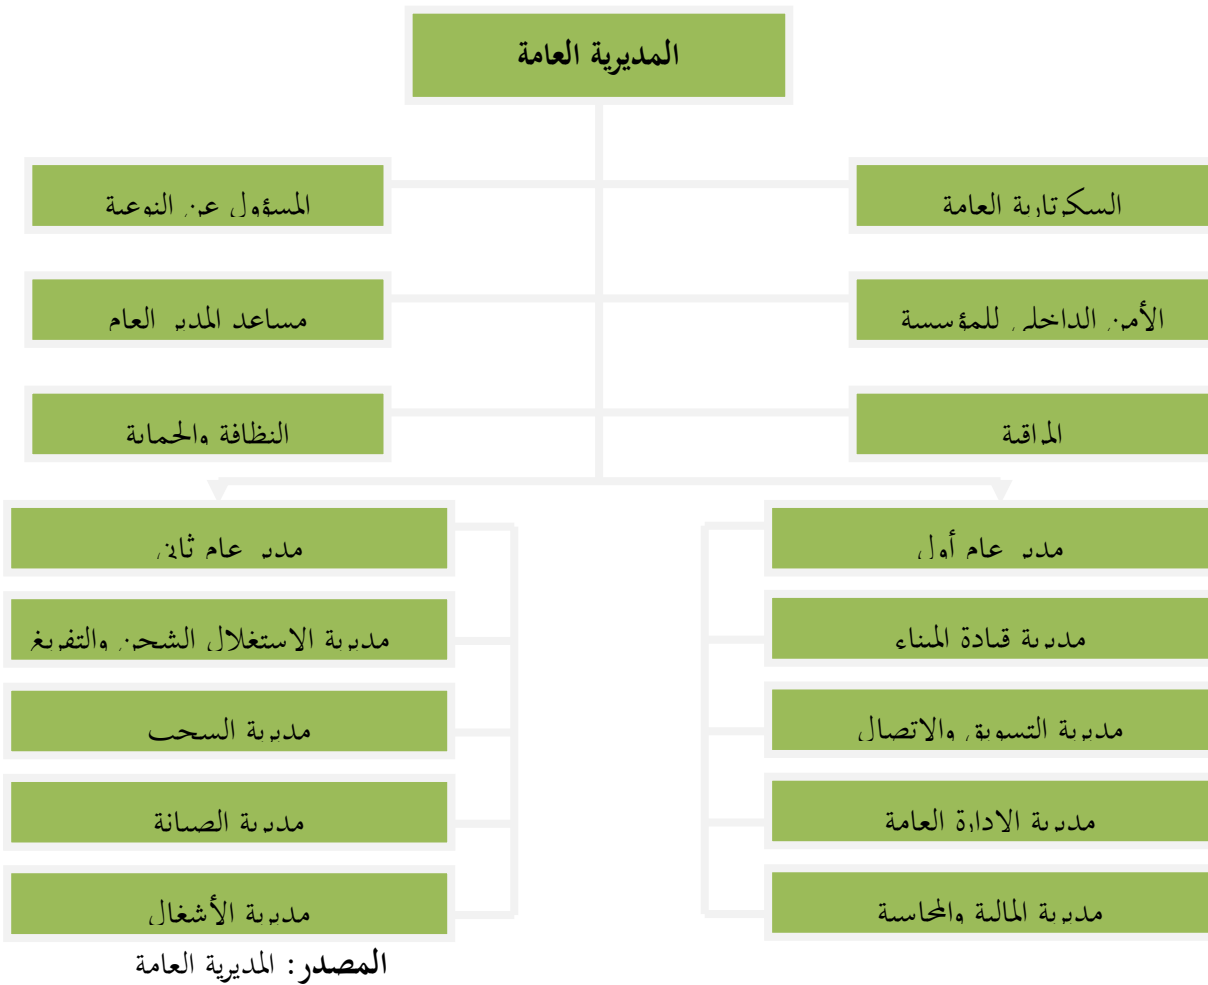 المديرية العامة
السكرتارية العامة
المسؤول عن النوعية
الأمن الداخلي للمؤسسة
مساعد المدير العام
المراقبة
النظافة والحماية
مدير عام أول
مدير عام ثاني
مديرية قيادة الميناء
مديرية الاستغلال الشحن والتفريغ
مديرية التسويق والاتصال
مديرية السحب
مديرية الادارة العامة
مديرية الصيانة
مديرية المالية والمحاسبة
مديرية الأشغال
المصدر: المديرية العامة